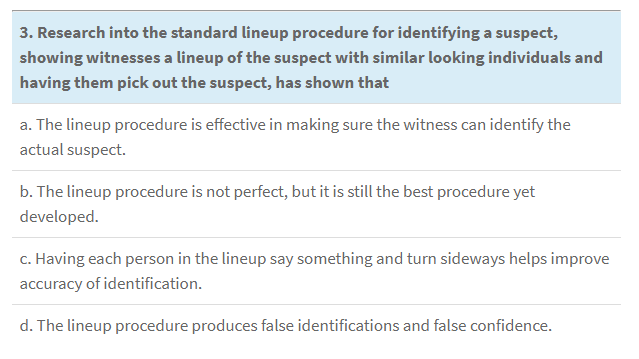 3. Research into the standard lineup procedure for identifying a suspect,
showing witnesses a lineup of the suspect with similar looking individuals and
having them pick out the suspect, has shown that
a. The lineup procedure is effective in making sure the witness can identify the
actual suspect.
b. The lineup procedure is not perfect, but it is still the best procedure yet
developed.
c. Having each person in the lineup say something and turn sideways helps improve
accuracy of identification.
d. The lineup procedure produces false identifications and false confidence.